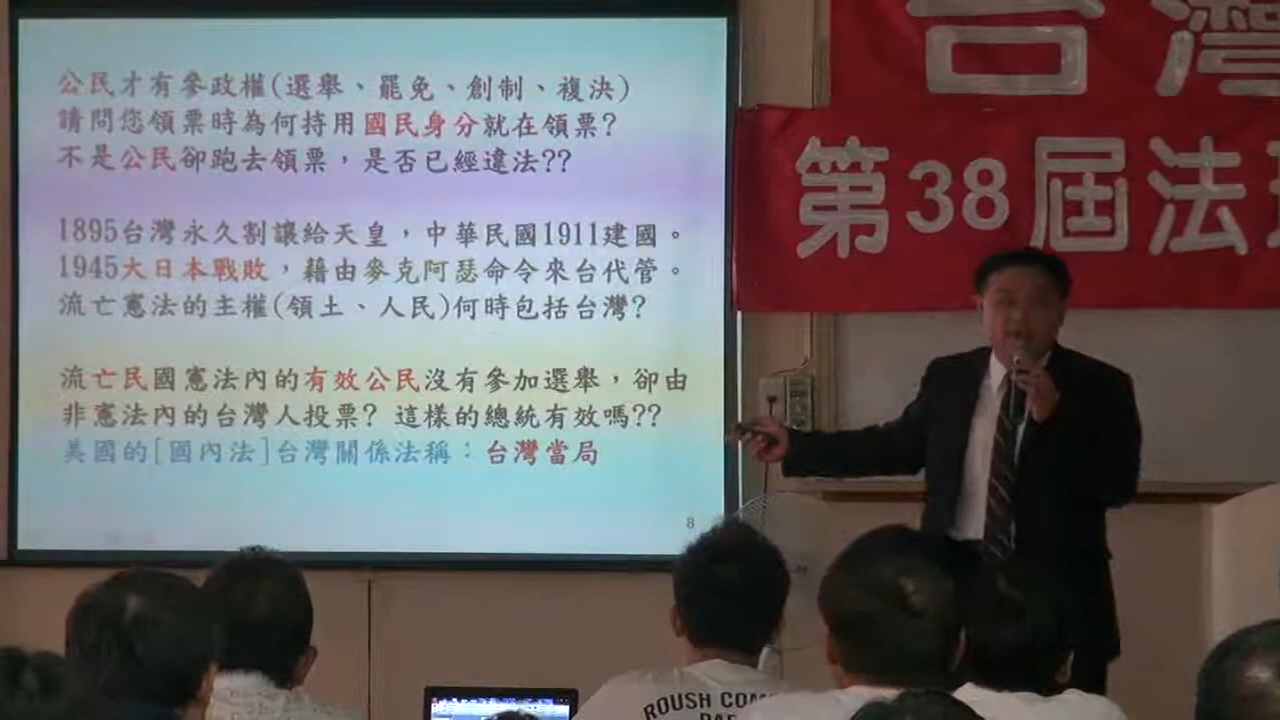 公民才有參政權(選舉、罷免、創制、複決)
請問您領票時為何持用國民身分就在領票?
不是公民卻跑去領票，是否已經違法??
1895台灣永久割讓給天皇，中華民國1911建國。
1945大日本戰敗，藉由麥克阿瑟命令來台代管。
流亡憲法的主權(領土、人民)何時包括台灣?
流亡民國憲法內的有效公民沒有參加選舉，卻由
非憲法內的台灣人投票? 這樣的總統有效嗎??
美國的[國內法]台灣關係法稱：台灣當局
8
台灣
第38屆法
ROUSH COM